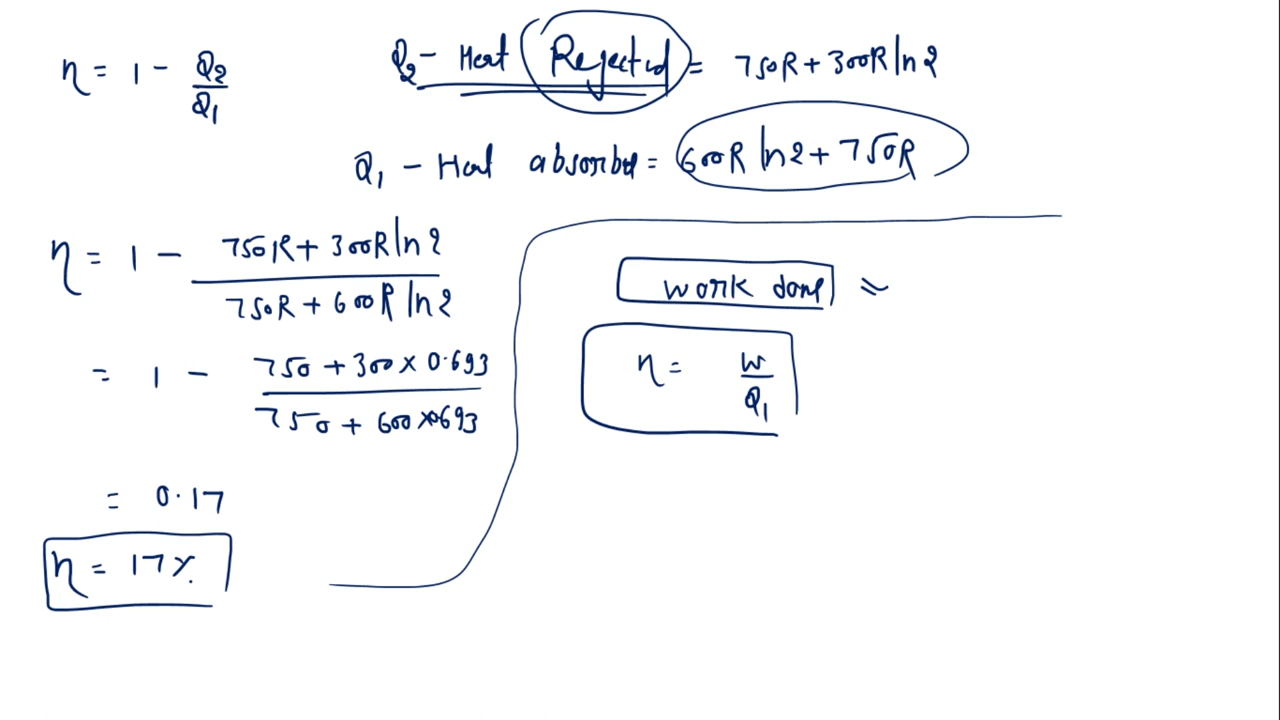 η = 1 - Q2/Q1
Q2 - Heat Rejected = 750R + 300R ln 2
Q1 - Heat absorbed = 600R ln 2 + 750R
η = 1 - (750R + 300R ln 2)/(750R + 600R ln 2)
= 1 - (750 + 300 × 0.693)/(750 + 600 × 0.693)
= 0.17
η = 17%
work done =
η = W/Q1